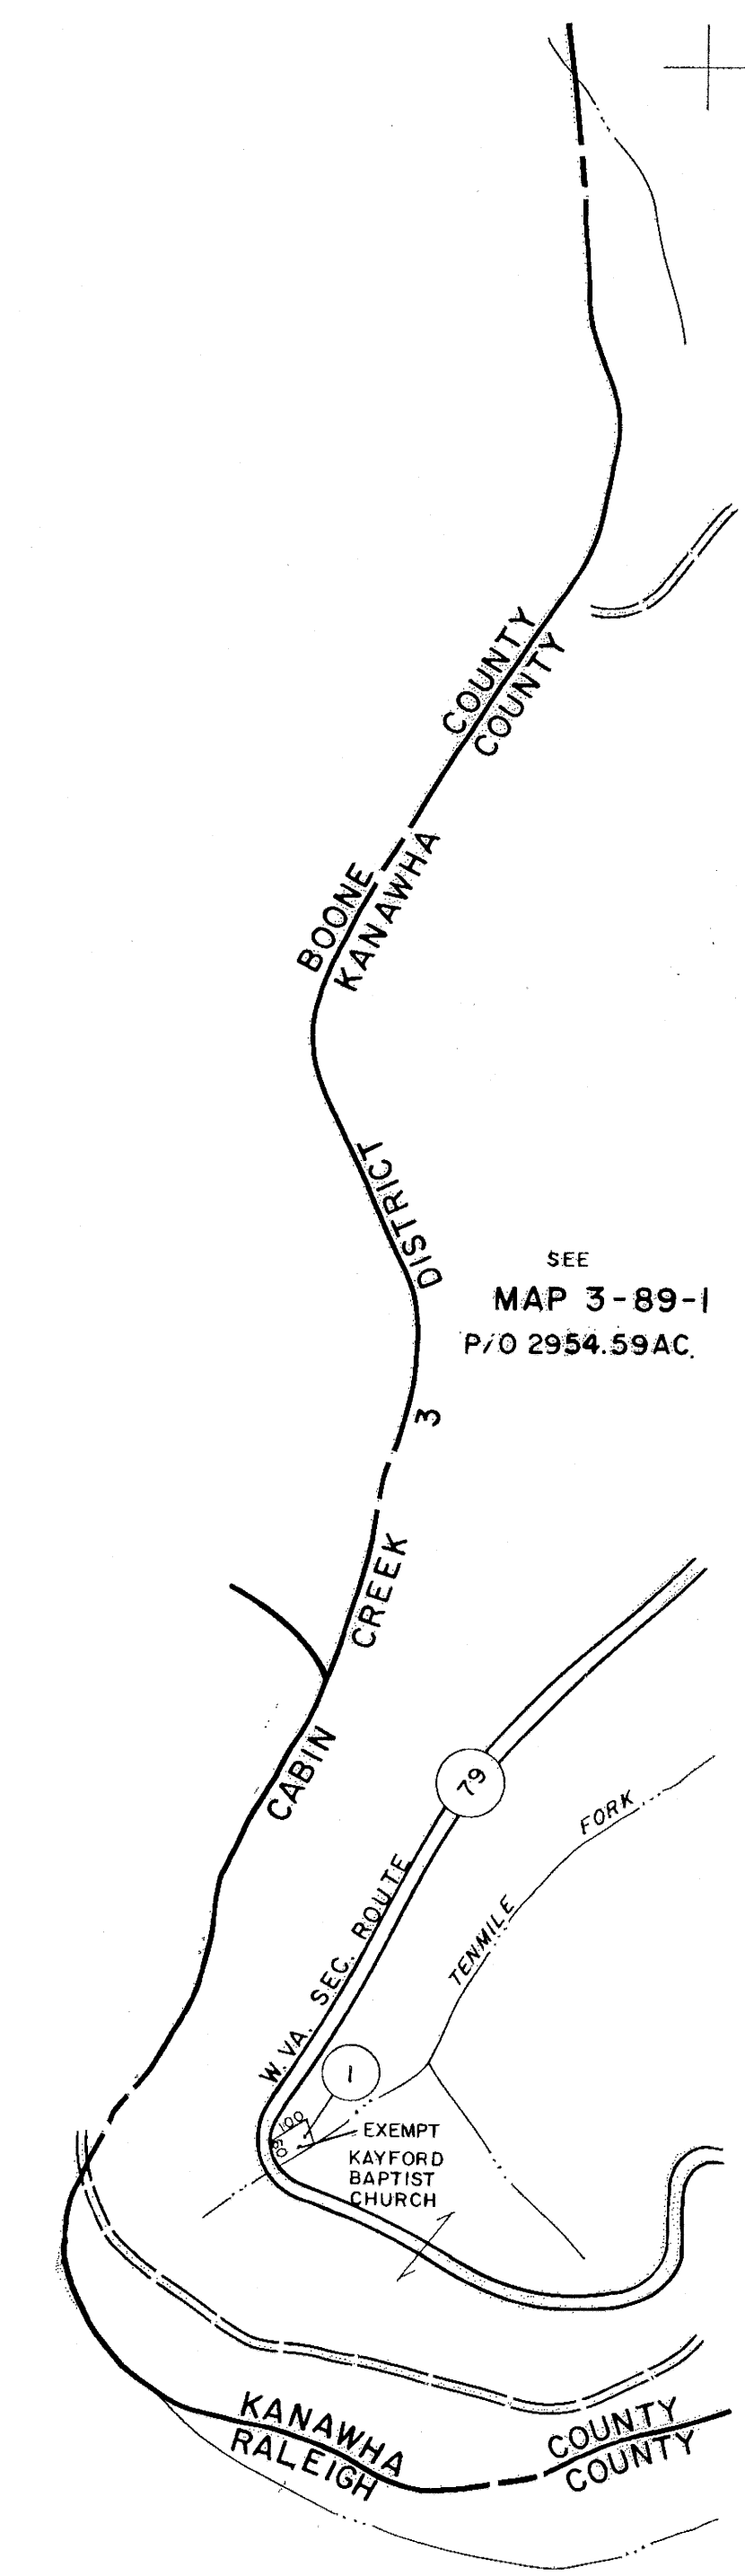 BOONE COUNTY
KANAWHA COUNTY
DISTRICT
SEE
MAP 3-89-1
P/O 2954.59AC.
3
CABIN CREEK
79
FORK
TENMILE
W. VA. SEC. ROUTE
1
100
60
EXEMPT
KAYFORD
BAPTIST
CHURCH
KANAWHA COUNTY
RALEIGH COUNTY